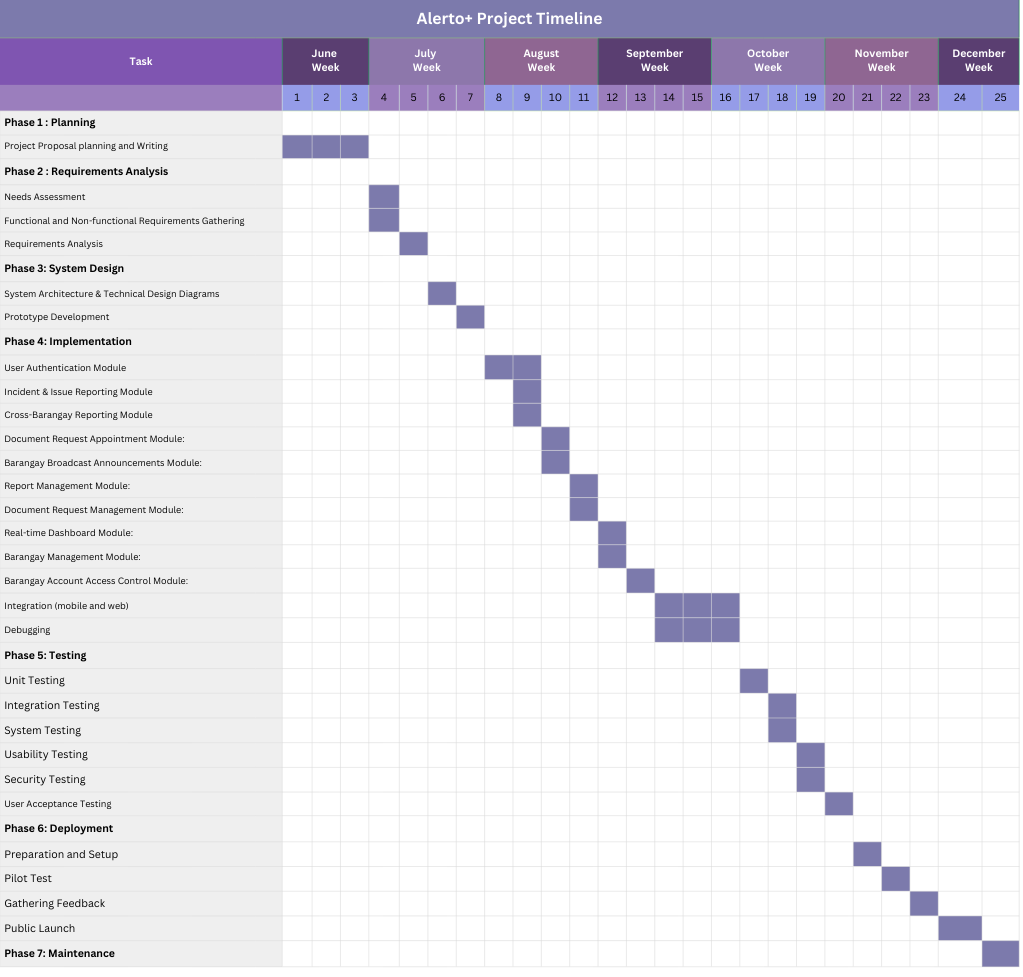 Alerto+ Project Timeline
Task
June
Week
July
Week
August
Week
September
Week
October
Week
November
Week
December
Week
1 2 3 4 5 6 7 8 9 10 11 12 13 14 15 16 17 18 19 20 21 22 23 24 25
Phase 1 : Planning
Project Proposal planning and Writing
Phase 2 : Requirements Analysis
Needs Assessment
Functional and Non-functional Requirements Gathering
Requirements Analysis
Phase 3: System Design
System Architecture & Technical Design Diagrams
Prototype Development
Phase 4: Implementation
User Authentication Module
Incident & Issue Reporting Module
Cross-Barangay Reporting Module
Document Request Appointment Module:
Barangay Broadcast Announcements Module:
Report Management Module:
Document Request Management Module:
Real-time Dashboard Module:
Barangay Management Module:
Barangay Account Access Control Module:
Integration (mobile and web)
Debugging
Phase 5: Testing
Unit Testing
Integration Testing
System Testing
Usability Testing
Security Testing
User Acceptance Testing
Phase 6: Deployment
Preparation and Setup
Pilot Test
Gathering Feedback
Public Launch
Phase 7: Maintenance